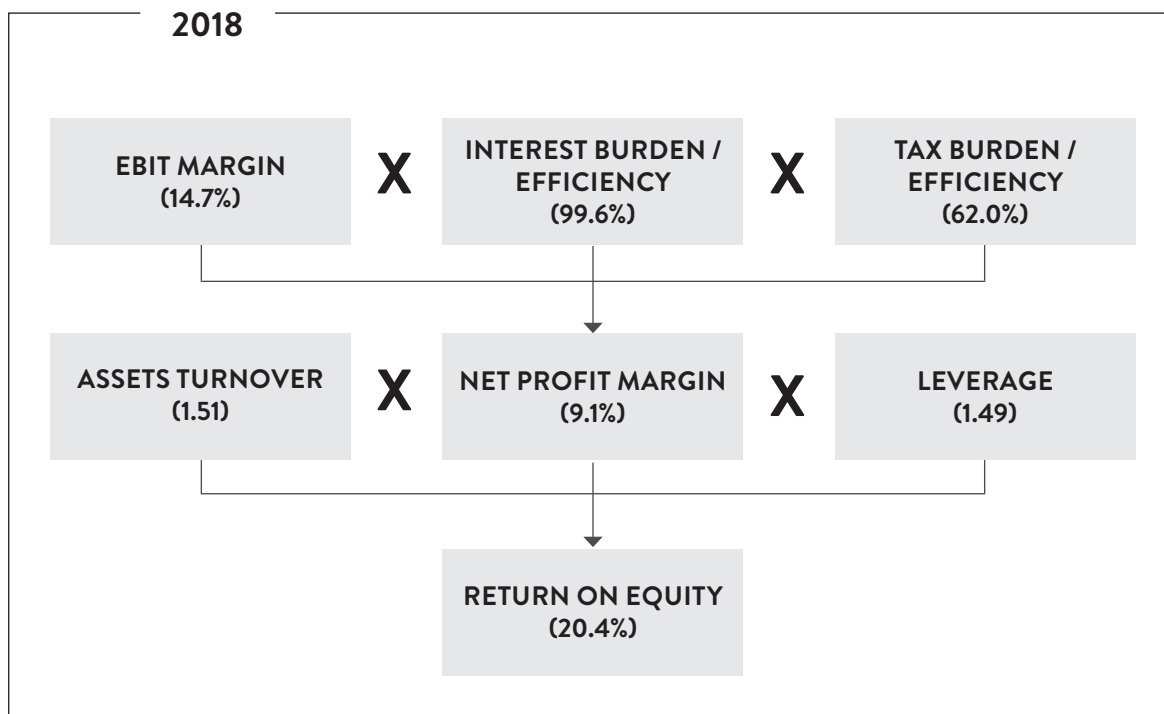 2018
EBIT MARGIN
(14.7%)
X
INTEREST BURDEN /
EFFICIENCY
(99.6%)
X
TAX BURDEN /
EFFICIENCY
(62.0%)
ASSETS TURNOVER
(1.51)
X
NET PROFIT MARGIN
(9.1%)
X
LEVERAGE
(1.49)
RETURN ON EQUITY
(20.4%)